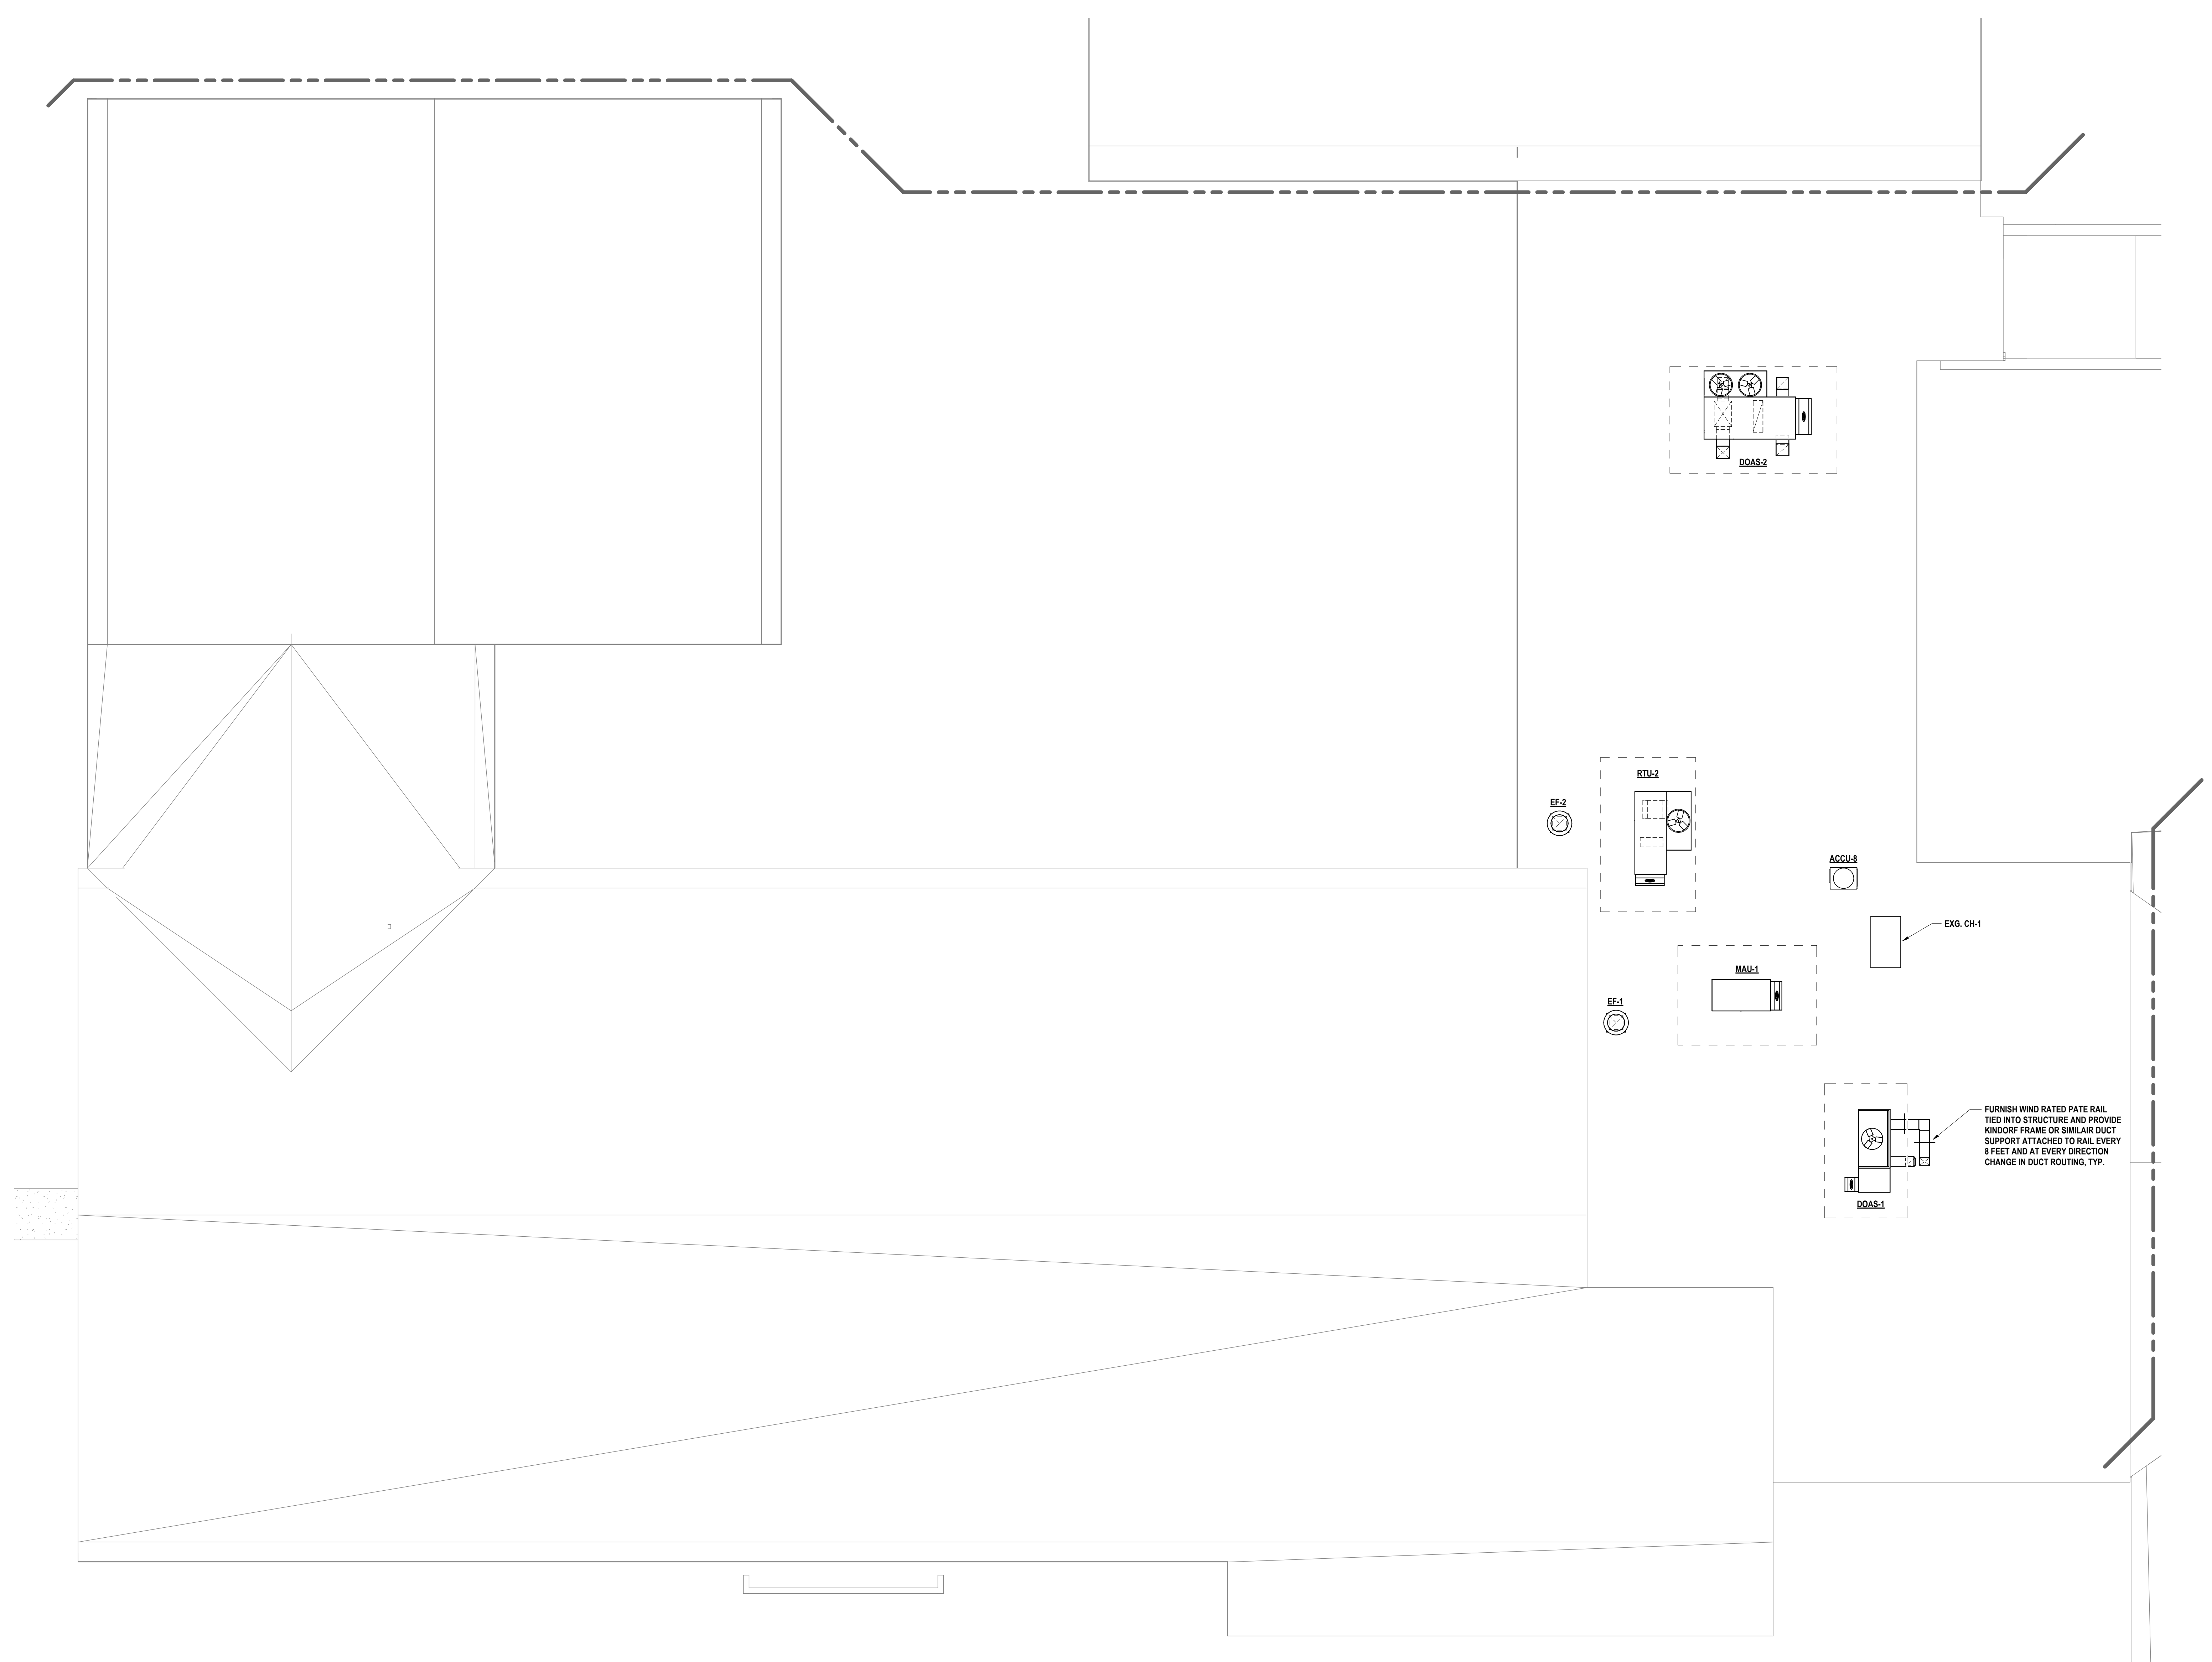 DOAS-2
RTU-2
EF-2
ACCU-8
EXG. CH-1
MAU-1
EF-1
FURNISH WIND RATED PATE RAIL
TIED INTO STRUCTURE AND PROVIDE
KINDORF FRAME OR SIMILAIR DUCT
SUPPORT ATTACHED TO RAIL EVERY
8 FEET AND AT EVERY DIRECTION
CHANGE IN DUCT ROUTING, TYP.
DOAS-1